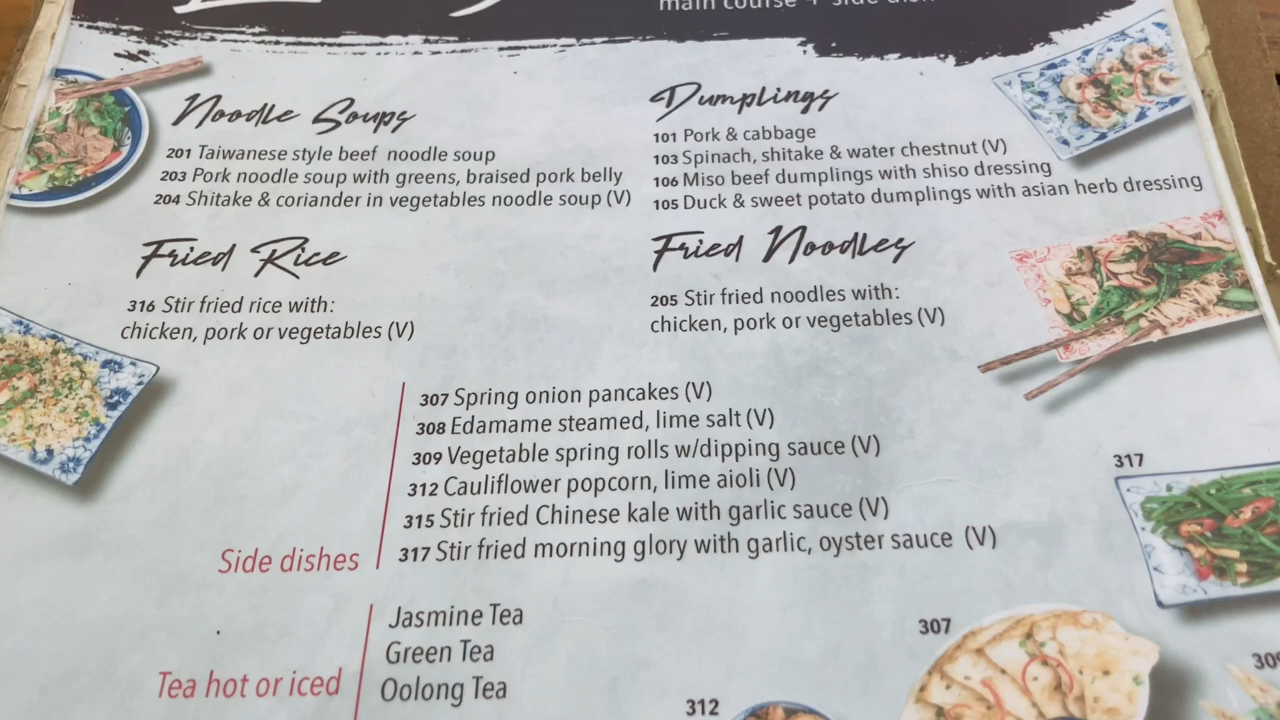 main course + side dish
Noodle Soups
201 Taiwanese style beef noodle soup
203 Pork noodle soup with greens, braised pork belly
204 Shitake & coriander in vegetables noodle soup (V)
Dumplings
101 Pork & cabbage
103 Spinach, shitake & water chestnut (V)
106 Miso beef dumplings with shiso dressing
105 Duck & sweet potato dumplings with asian herb dressing
Fried Rice
316 Stir fried rice with:
chicken, pork or vegetables (V)
Fried Noodles
205 Stir fried noodles with:
chicken, pork or vegetables (V)
Side dishes
307 Spring onion pancakes (V)
308 Edamame steamed, lime salt (V)
309 Vegetable spring rolls w/dipping sauce (V)
312 Cauliflower popcorn, lime aioli (V)
315 Stir fried Chinese kale with garlic sauce (V)
317 Stir fried morning glory with garlic, oyster sauce (V)
317
Tea hot or iced
Jasmine Tea
Green Tea
Oolong Tea
307
309
312